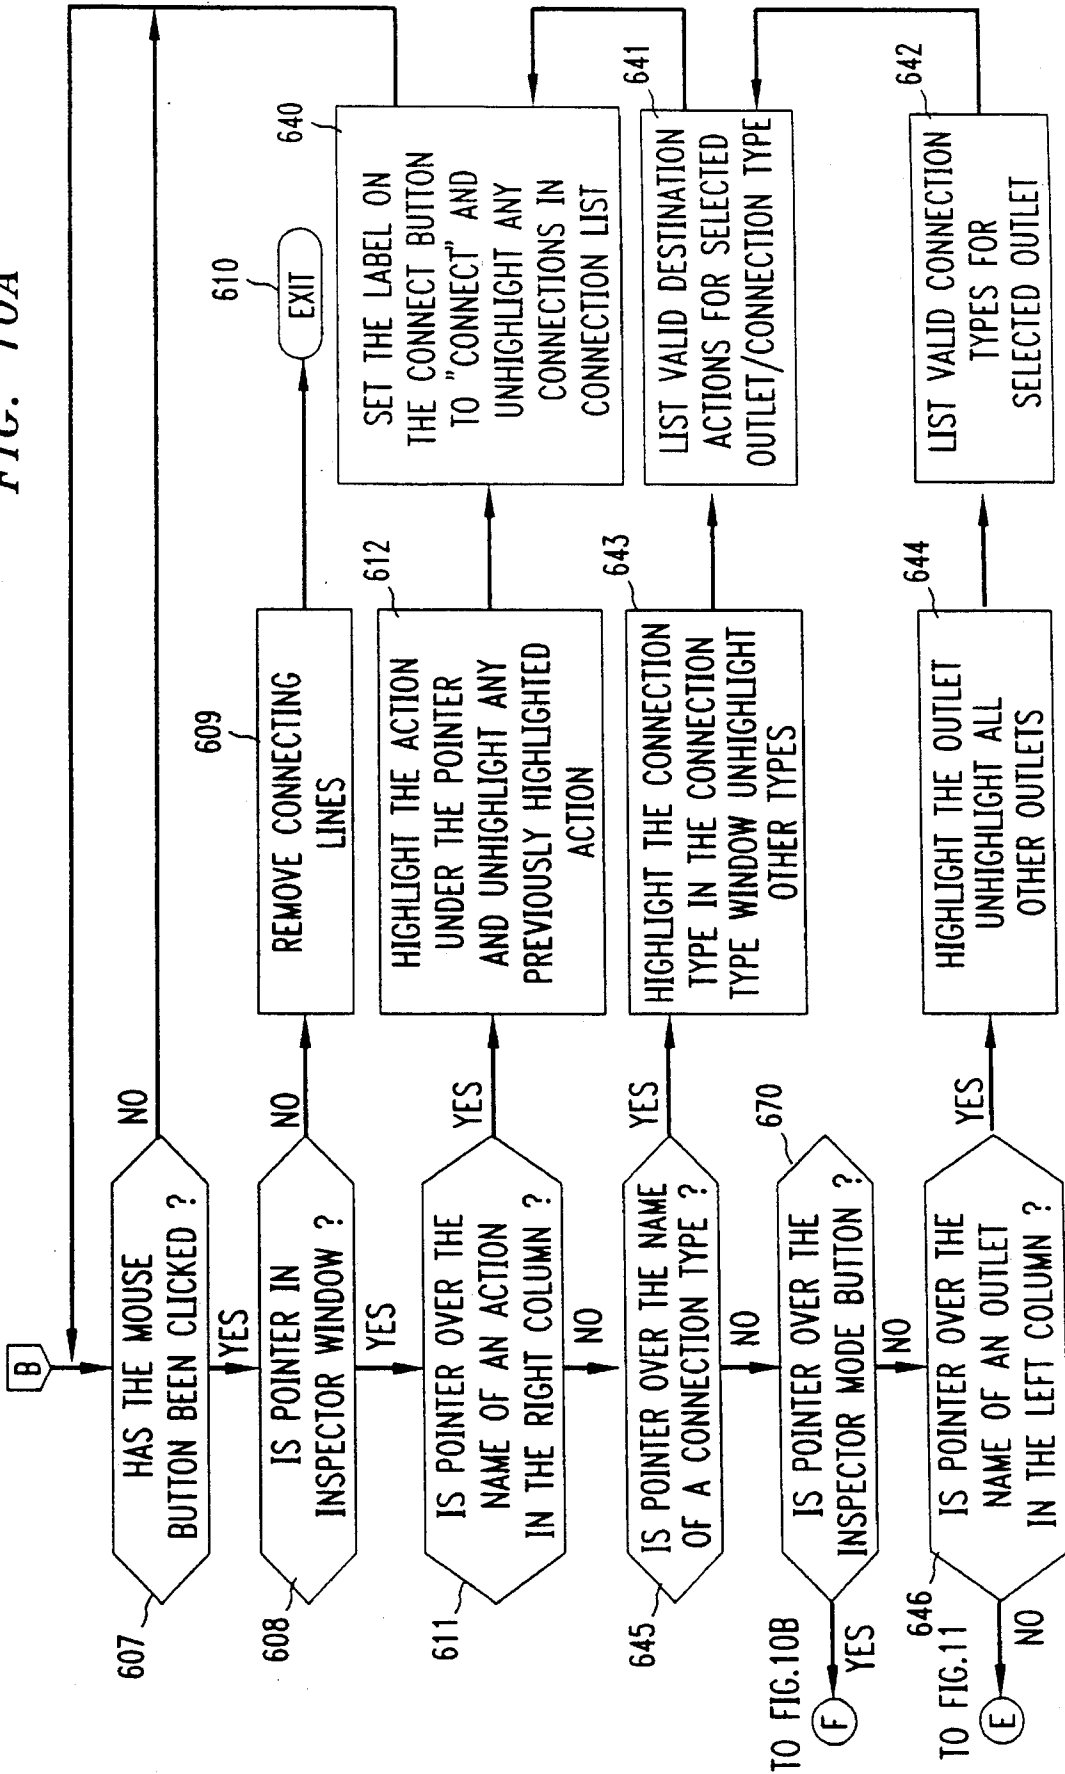 FIG. 10A
B
HAS THE MOUSE
BUTTON BEEN CLICKED ?
607
NO
YES
IS POINTER IN
INSPECTOR WINDOW ?
608
NO
YES
REMOVE CONNECTING
LINES
609
EXIT
610
IS POINTER OVER THE
NAME OF AN ACTION
IN THE RIGHT COLUMN ?
611
YES
NO
HIGHLIGHT THE ACTION
UNDER THE POINTER
AND UNHIGHLIGHT ANY
PREVIOUSLY HIGHLIGHTED
ACTION
612
SET THE LABEL ON
THE CONNECT BUTTON
TO "CONNECT" AND
UNHIGHLIGHT ANY
CONNECTIONS IN
CONNECTION LIST
640
IS POINTER OVER THE NAME
OF A CONNECTION TYPE ?
645
YES
NO
HIGHLIGHT THE CONNECTION
TYPE IN THE CONNECTION
TYPE WINDOW UNHIGHLIGHT
OTHER TYPES
643
LIST VALID DESTINATION
ACTIONS FOR SELECTED
OUTLET/CONNECTION TYPE
641
IS POINTER OVER THE
INSPECTOR MODE BUTTON ?
670
NO
YES
TO FIG.10B
F
IS POINTER OVER THE
NAME OF AN OUTLET
IN THE LEFT COLUMN ?
646
YES
NO
TO FIG.11
E
HIGHLIGHT THE OUTLET
UNHIGHLIGHT ALL
OTHER OUTLETS
644
LIST VALID CONNECTION
TYPES FOR
SELECTED OUTLET
642